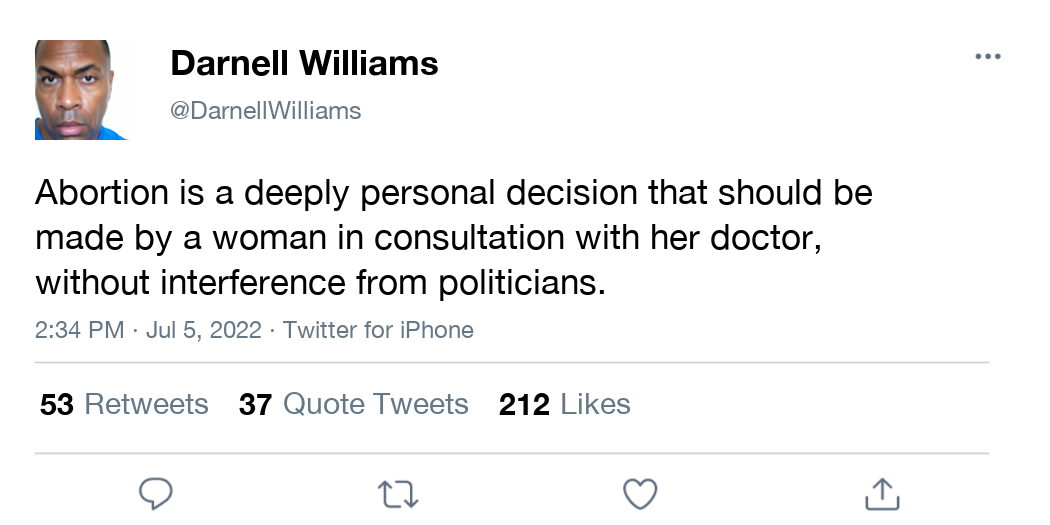 Darnell Williams
@DarnellWilliams
Abortion is a deeply personal decision that should be
made by a woman in consultation with her doctor,
without interference from politicians.
2:34 PM · Jul 5, 2022 · Twitter for iPhone
53 Retweets 37 Quote Tweets 212 Likes